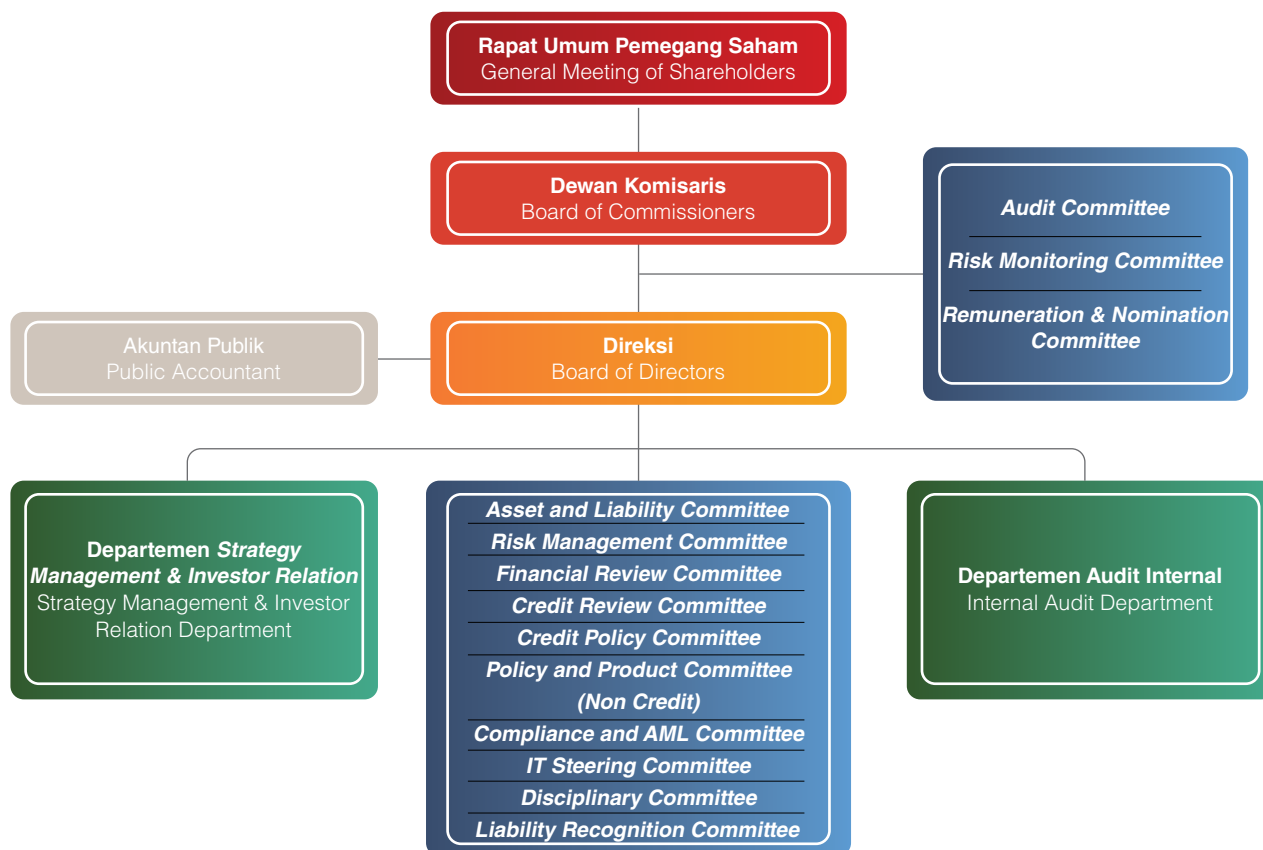 Rapat Umum Pemegang Saham
General Meeting of Shareholders
Dewan Komisaris
Board of Commissioners
Audit Committee
Risk Monitoring Committee
Remuneration & Nomination
Committee
Akuntan Publik
Public Accountant
Direksi
Board of Directors
Departemen Strategy
Management & Investor Relation
Strategy Management & Investor
Relation Department
Asset and Liability Committee
Risk Management Committee
Financial Review Committee
Credit Review Committee
Credit Policy Committee
Policy and Product Committee
(Non Credit)
Compliance and AML Committee
IT Steering Committee
Disciplinary Committee
Liability Recognition Committee
Departemen Audit Internal
Internal Audit Department